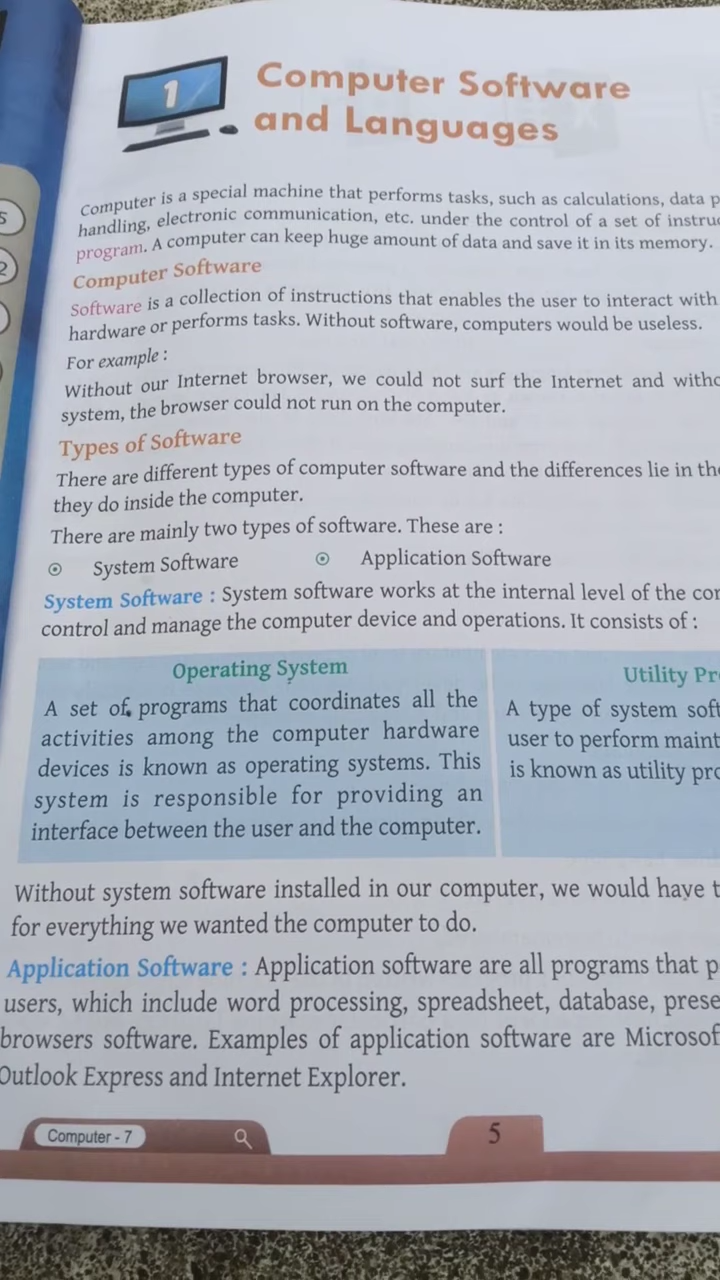 1
Computer Software
and Languages
Computer is a special machine that performs tasks, such as calculations, data
handling, electronic communication, etc. under the control of a set of
program. A computer can keep huge amount of data and save it in its memory.
Computer Software
Software is a collection of instructions that enables the user to interact with
hardware or performs tasks. Without software, computers would be useless.
For example :
Without our Internet browser, we could not surf the Internet and
system, the browser could not run on the computer.
Types of Software
There are different types of computer software and the differences lie in
they do inside the computer.
There are mainly two types of software. These are :
System Software
Application Software
System Software : System software works at the internal level of the
control and manage the computer device and operations. It consists of :
Operating System
A set of programs that coordinates all the
activities among the computer hardware
devices is known as operating systems. This
system is responsible for providing an
interface between the user and the computer.
Utility
A type of system
user to perform
is known as utility
Without system software installed in our computer, we would have
for everything we wanted the computer to do.
Application Software : Application software are all programs that
users, which include word processing, spreadsheet, database,
browsers software. Examples of application software are
Outlook Express and Internet Explorer.
Computer - 7
5